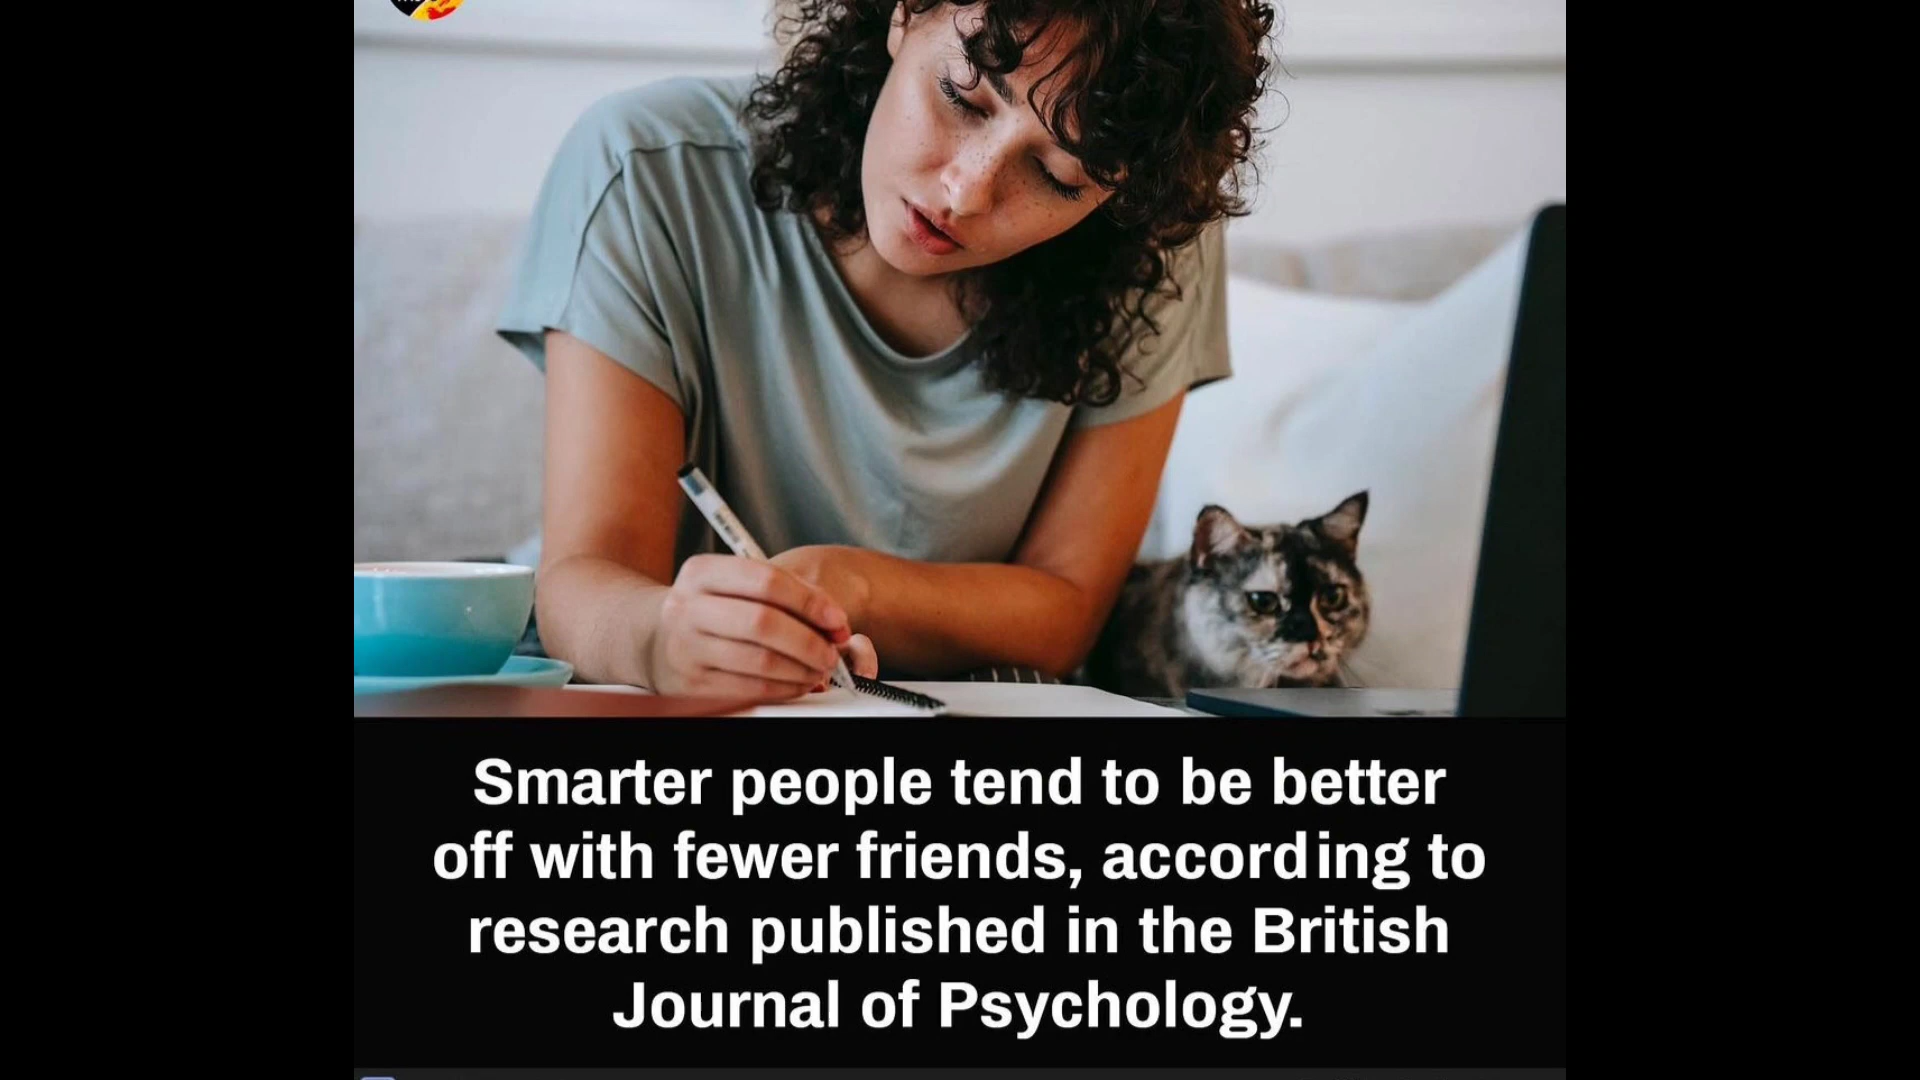 Smarter people tend to be better
off with fewer friends, according to
research published in the British
Journal of Psychology.